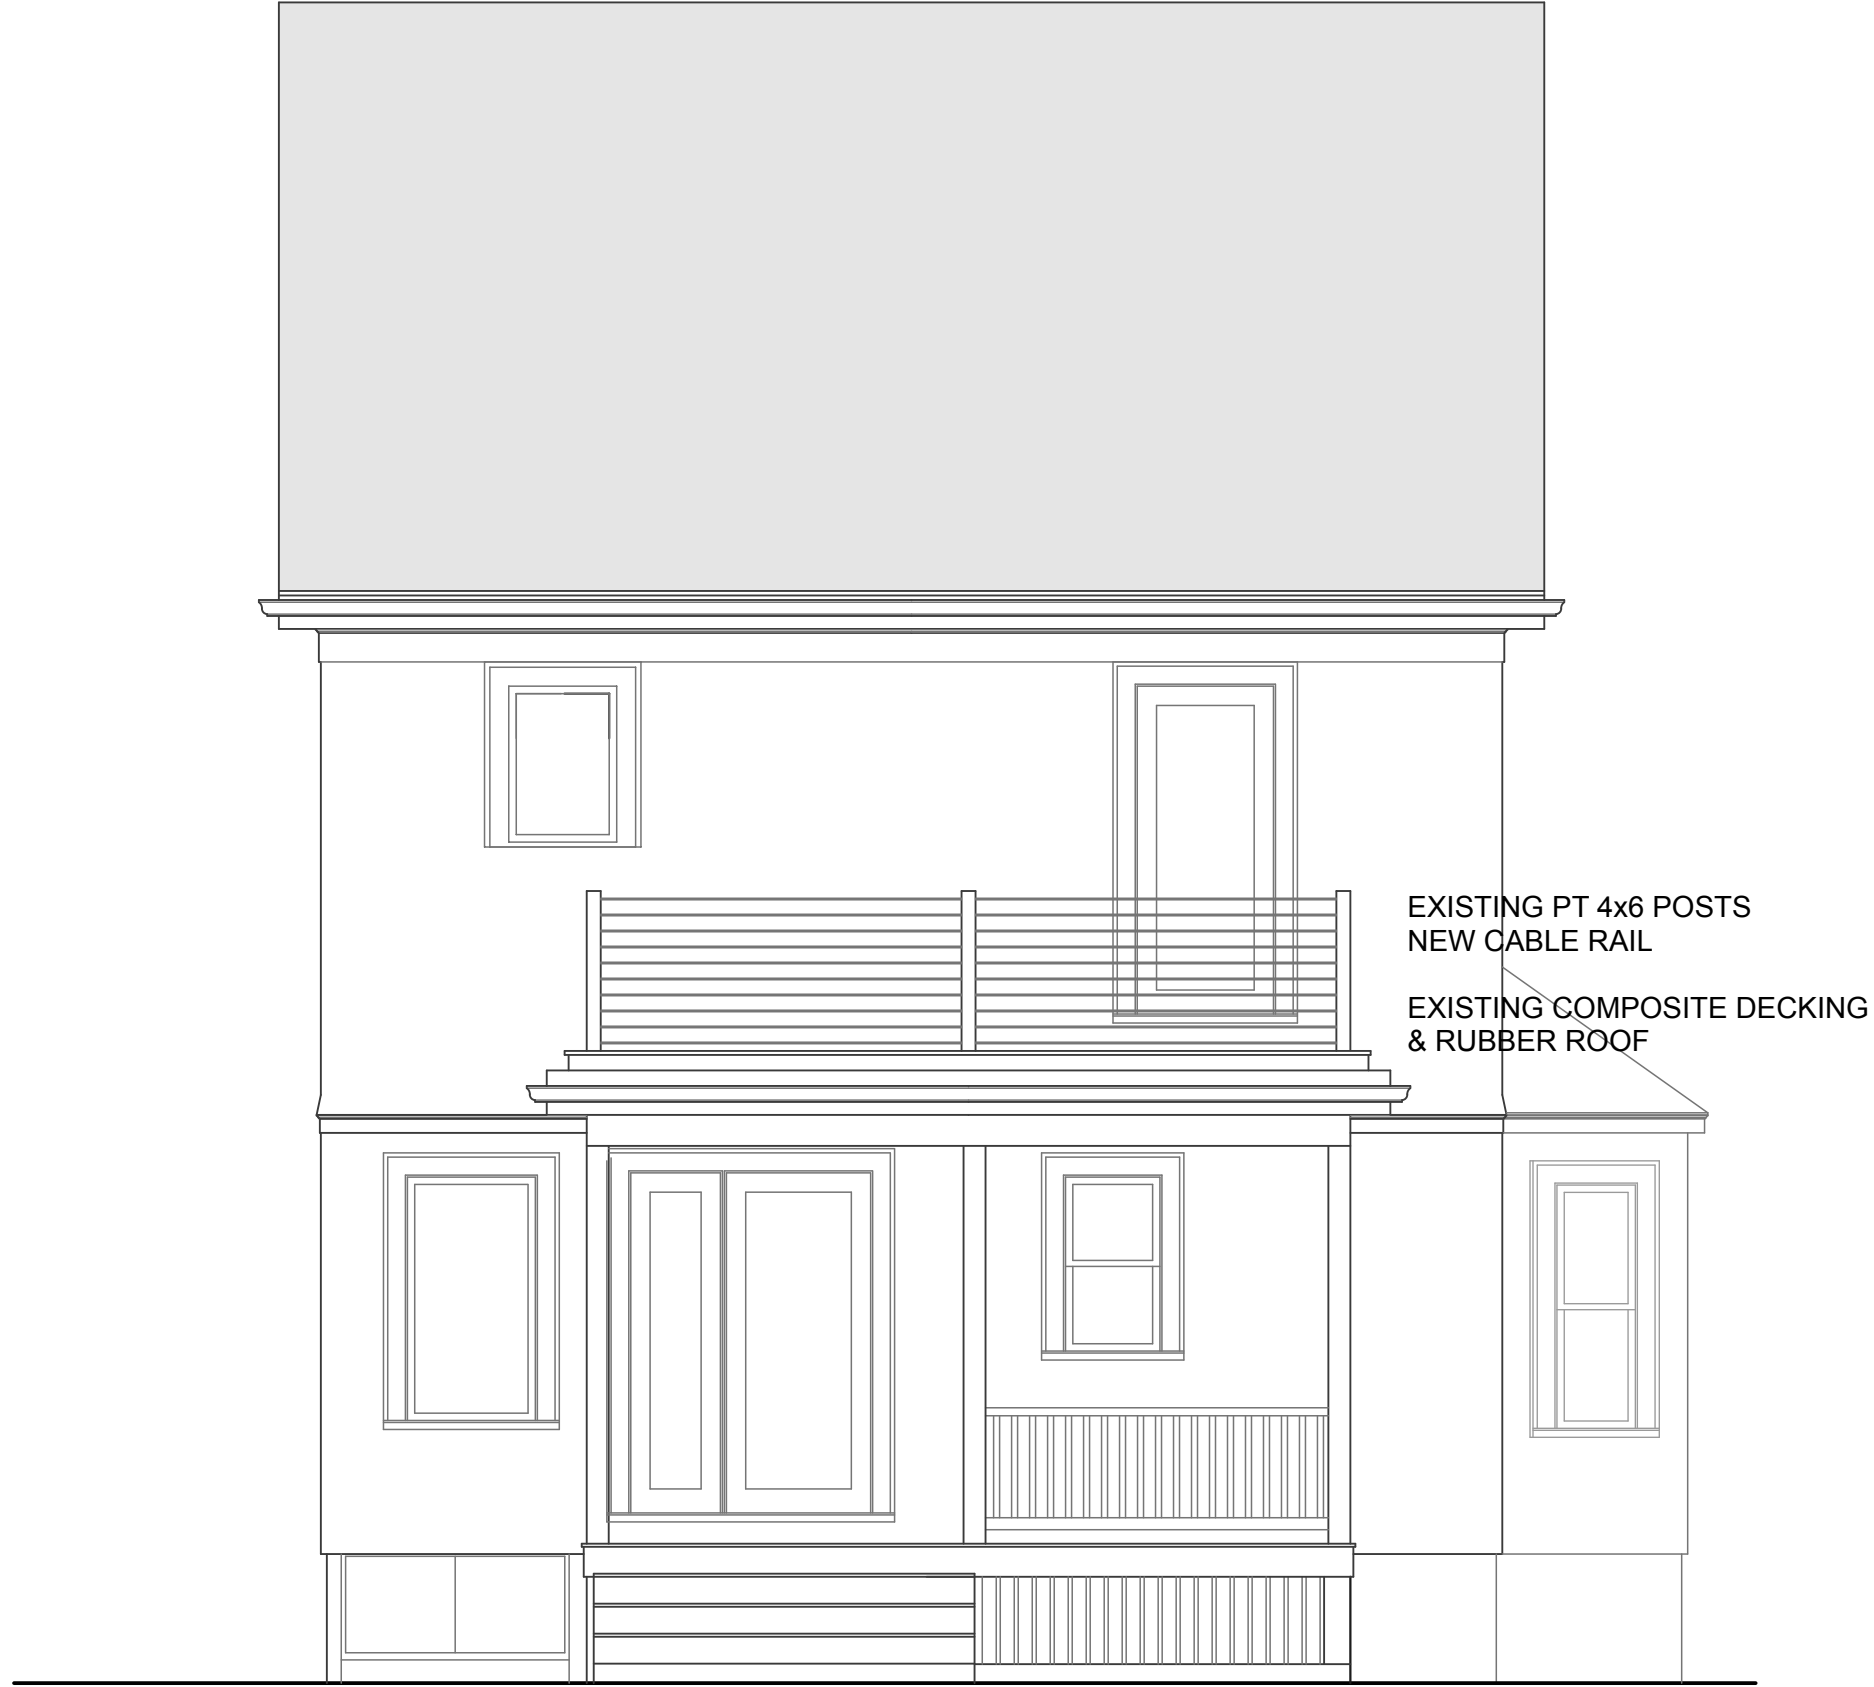 EXISTING PT 4x6 POSTS
NEW CABLE RAIL
EXISTING COMPOSITE DECKING
& RUBBER ROOF